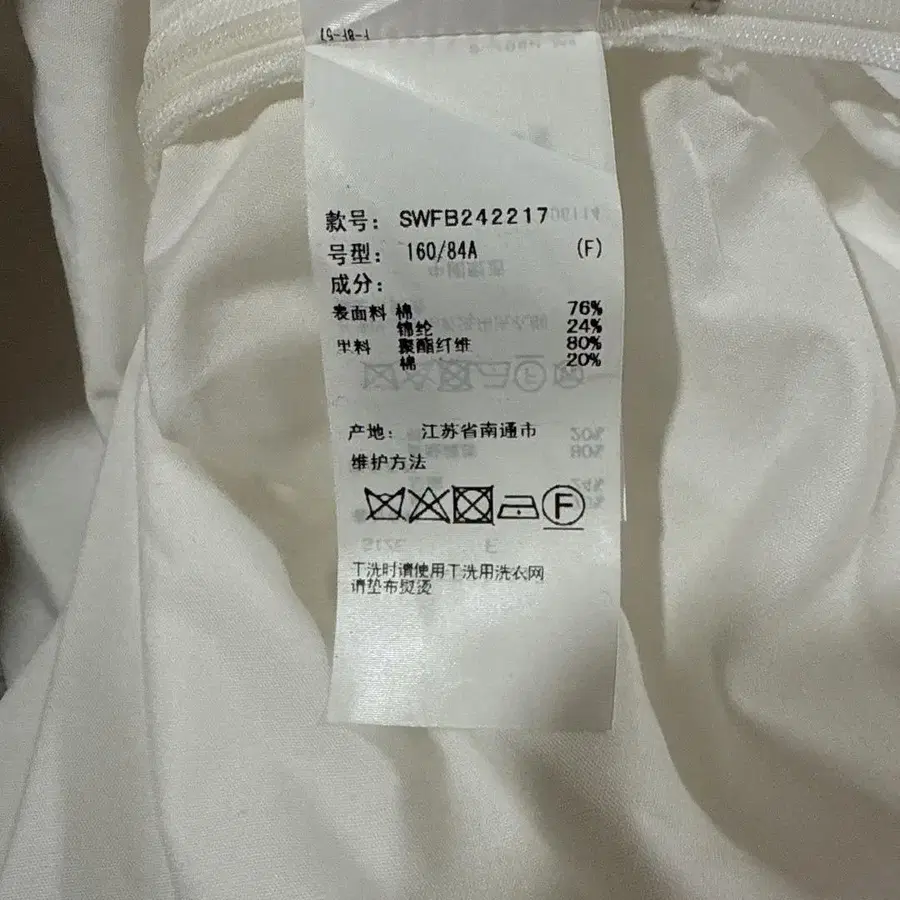 款号: SWFB242217
号型: 160/84A (F)
成分:
表面料 棉 76%
锦纶 24%
里料 聚酯纤维 80%
棉 20%
产地: 江苏省南通市
维护方法
F
干洗时请使用干洗用洗衣网
请垫布熨烫